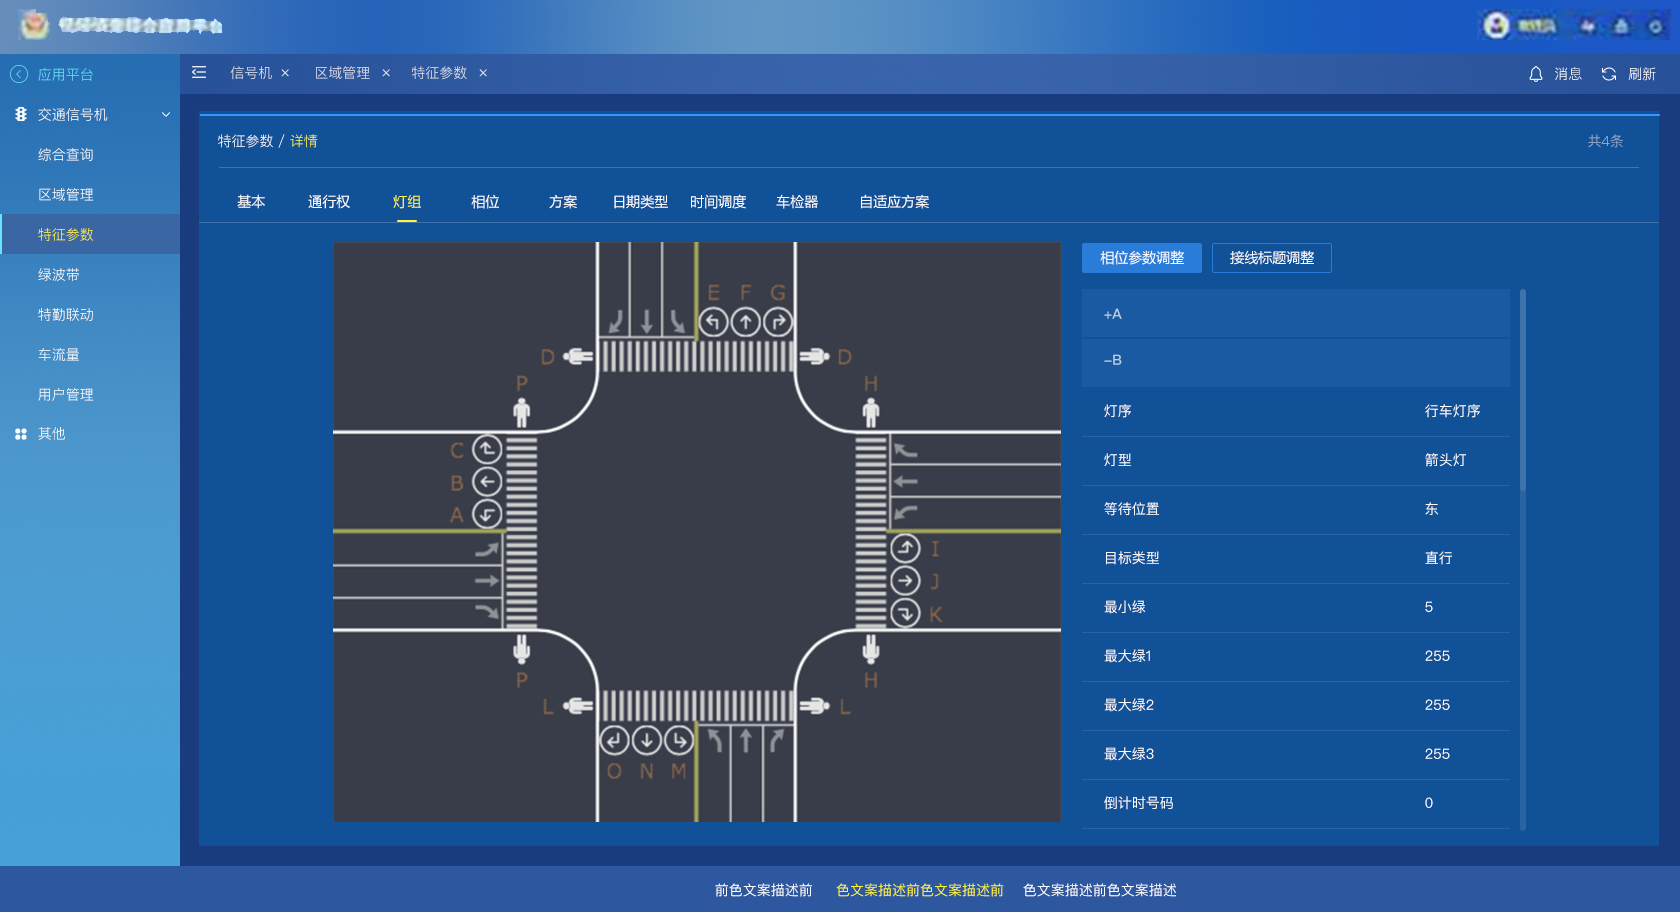 应用平台
信号机 × 区域管理 × 特征参数 ×
消息 刷新
交通信号机
综合查询
区域管理
特征参数
绿波带
特勤联动
车流量
用户管理
其他
特征参数 / 详情
共4条
基本 通行权 灯组 相位 方案 日期类型 时间调度 车检器 自适应方案
E F G
D D
P H
C
B
A
I
J
K
P H
L L
O N M
相位参数调整 接线标题调整
+A
–B
灯序 行车灯序
灯型 箭头灯
等待位置 东
目标类型 直行
最小绿 5
最大绿1 255
最大绿2 255
最大绿3 255
倒计时号码 0
前色文案描述前 色文案描述前色文案描述前 色文案描述前色文案描述